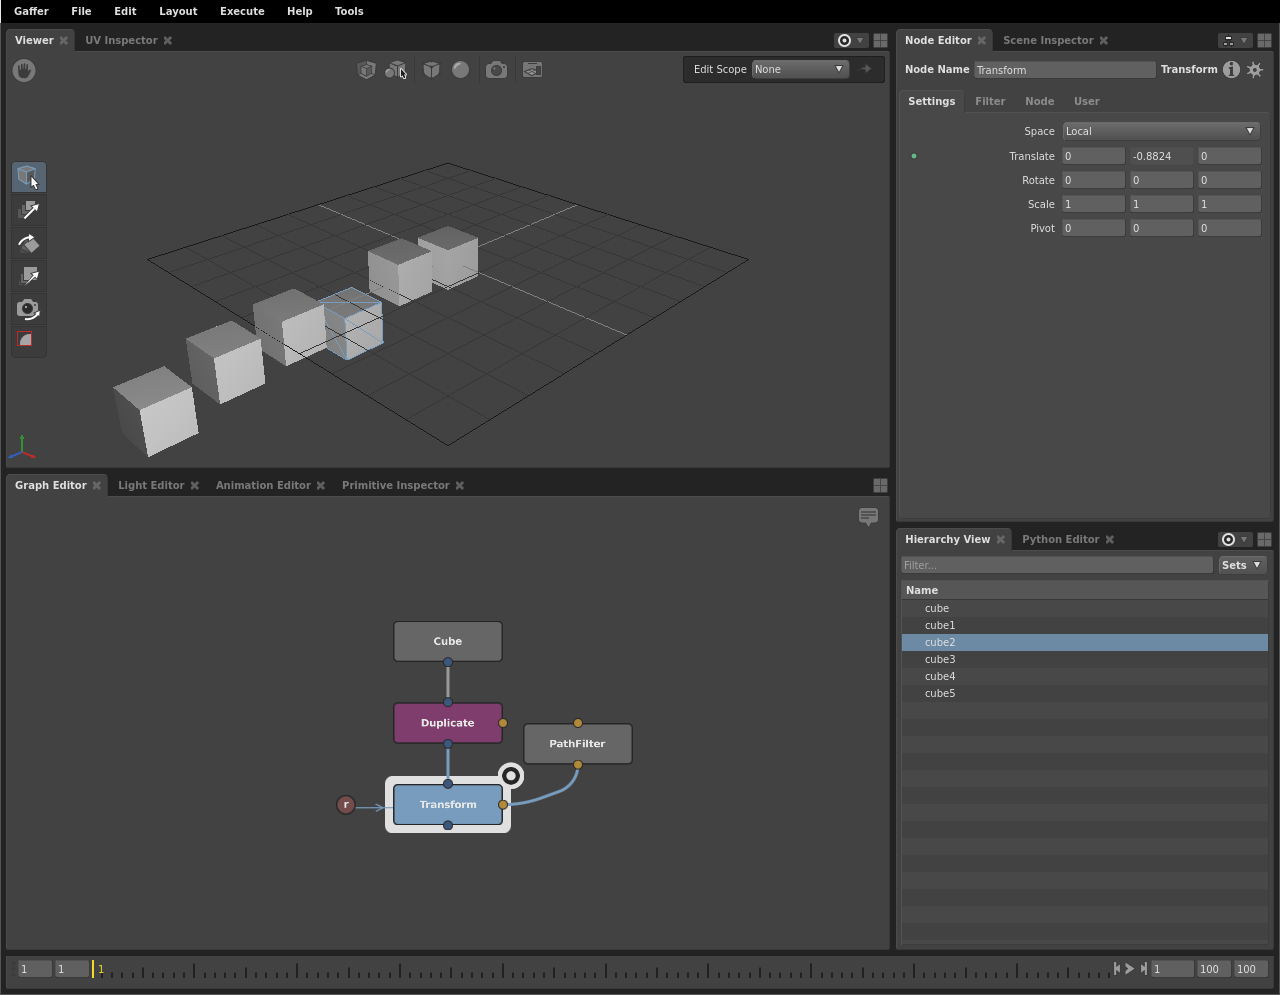 Gaffer File Edit Layout Execute Help Tools
Viewer UV Inspector
Edit Scope None
Graph Editor Light Editor Animation Editor Primitive Inspector
Cube
Duplicate
PathFilter
r Transform
Node Editor Scene Inspector
Node Name Transform Transform
Settings Filter Node User
Space Local
Translate 0 -0.8824 0
Rotate 0 0 0
Scale 1 1 1
Pivot 0 0 0
Hierarchy View Python Editor
Filter... Sets
Name
cube
cube1
cube2
cube3
cube4
cube5
1 1 1 1 100 100